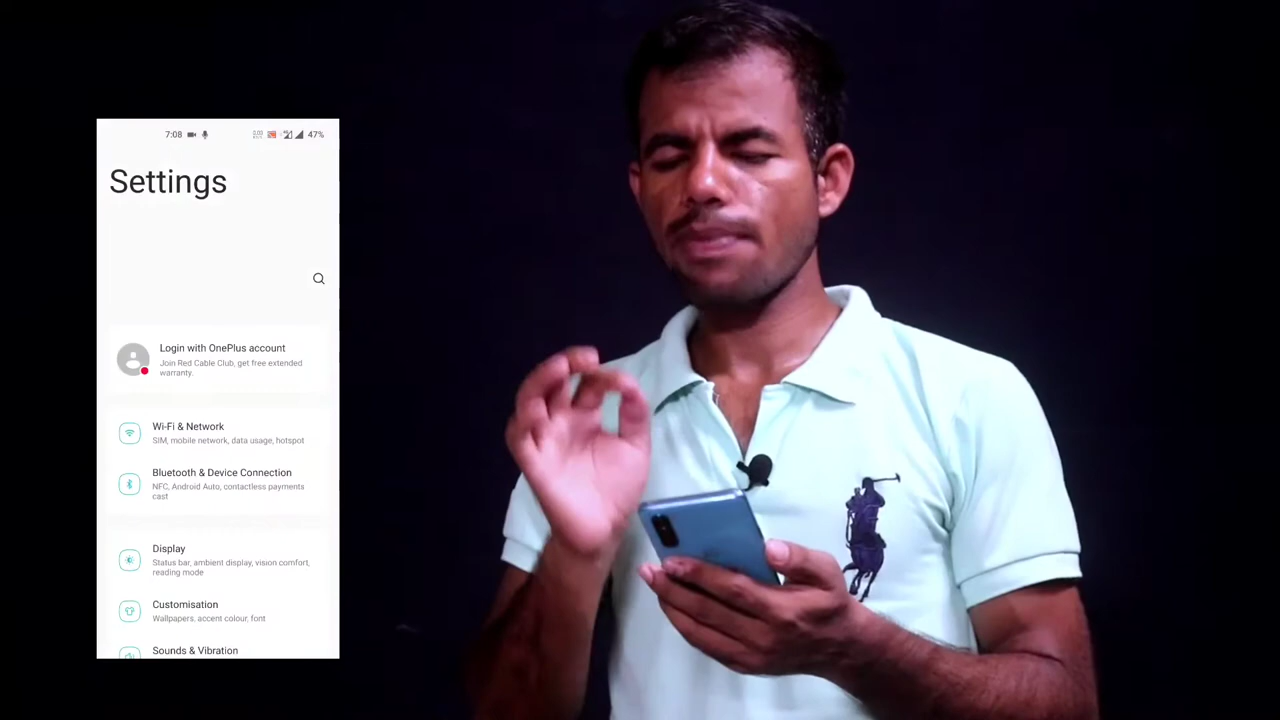 7:08
47%
Settings
Login with OnePlus account
Join Red Cable Club, get free extended
warranty.
Wi-Fi & Network
SIM, mobile network, data usage, hotspot
Bluetooth & Device Connection
NFC, Android Auto, contactless payments
cast
Display
Status bar, ambient display, vision comfort,
reading mode
Customisation
Wallpapers, accent colour, font
Sounds & Vibration